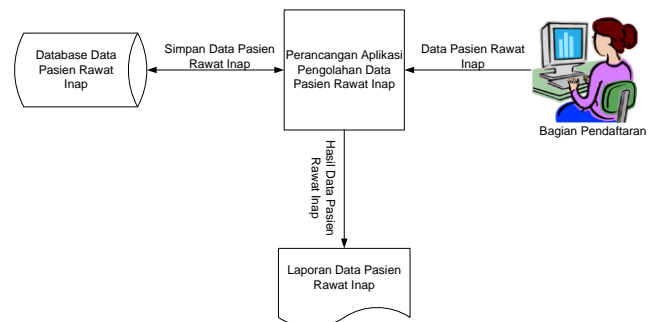 Database Data
Pasien Rawat
Inap
Simpan Data Pasien
Rawat Inap
Perancangan Aplikasi
Pengolahan Data
Pasien Rawat Inap
Data Pasien Rawat
Inap
Bagian Pendaftaran
Hasil Data Pasien
Rawat Inap
Laporan Data Pasien
Rawat Inap